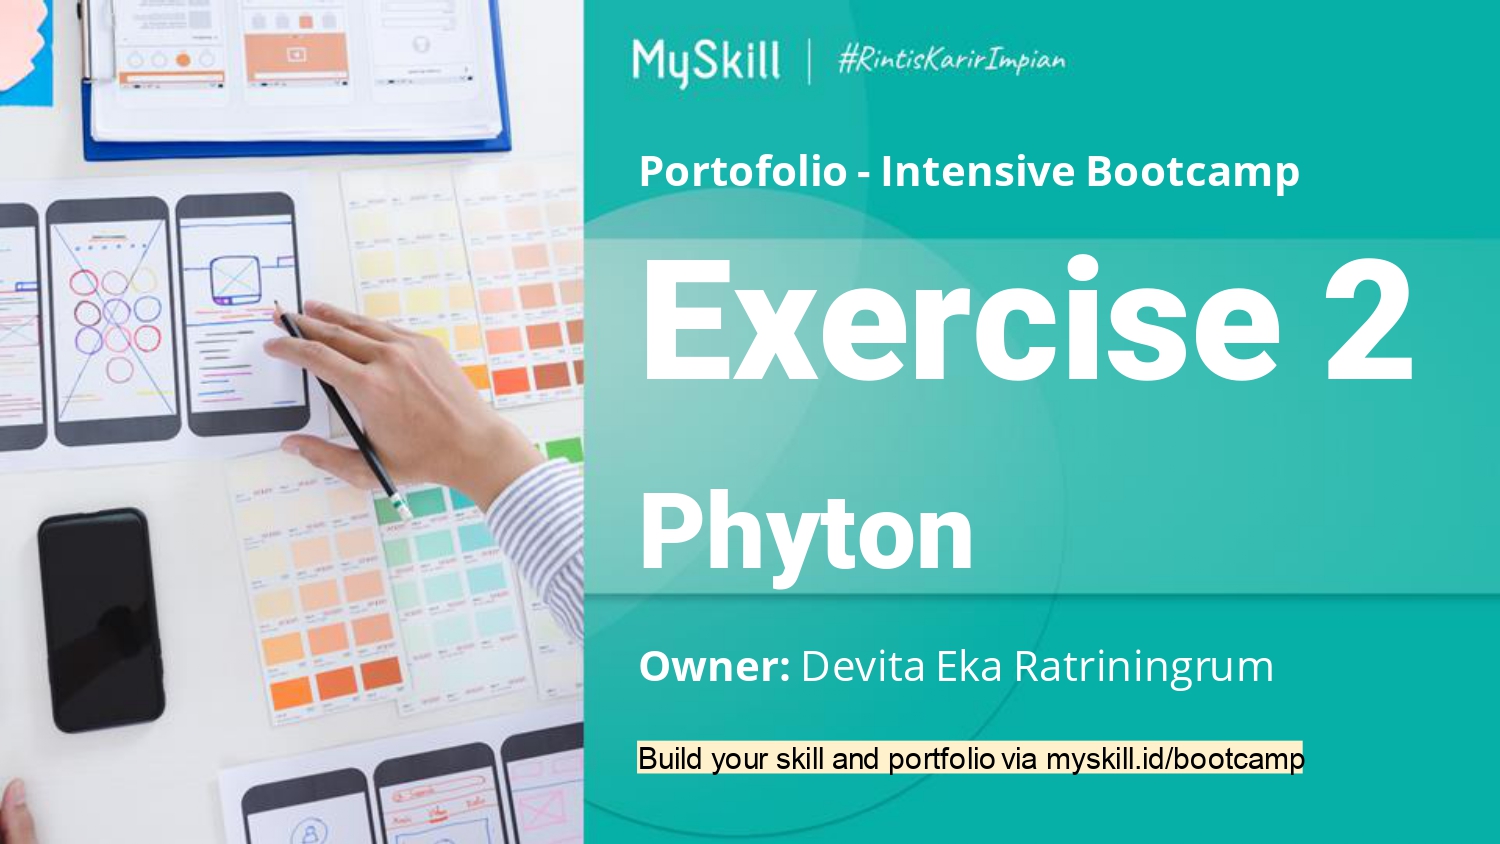 MySkill
#RintisKarirImpian
Portofolio - Intensive Bootcamp
Exercise 2
Phyton
Owner: Devita Eka Ratriningrum
Build your skill and portfolio via myskill.id/bootcamp